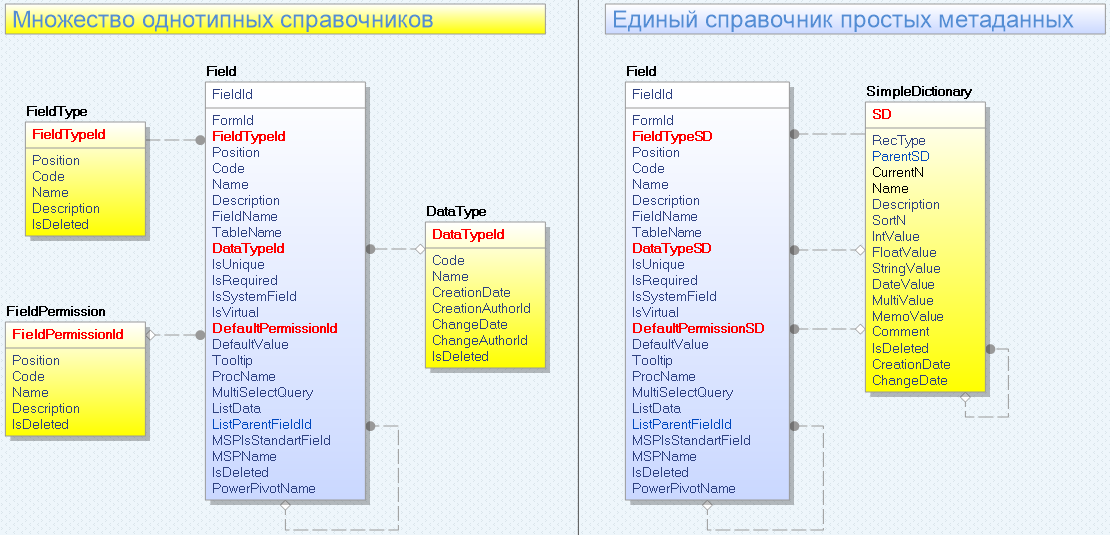 Множество однотипных справочников
FieldType
FieldTypeId
Position
Code
Name
Description
IsDeleted
FieldPermission
FieldPermissionId
Position
Code
Name
Description
IsDeleted
Field
FieldId
FormId
FieldTypeId
Position
Code
Name
Description
FieldName
TableName
DataTypeId
IsUnique
IsRequired
IsSystemField
IsVirtual
DefaultPermissionId
DefaultValue
Tooltip
ProcName
MultiSelectQuery
ListData
ListParentFieldId
MSPIsStandartField
MSPName
IsDeleted
PowerPivotName
DataType
DataTypeId
Code
Name
CreationDate
CreationAuthorId
ChangeDate
ChangeAuthorId
IsDeleted
Единый справочник простых метаданных
Field
FieldId
FormId
FieldTypeSD
Position
Code
Name
Description
FieldName
TableName
DataTypeSD
IsUnique
IsRequired
IsSystemField
IsVirtual
DefaultPermissionSD
DefaultValue
Tooltip
ProcName
MultiSelectQuery
ListData
ListParentFieldId
MSPIsStandartField
MSPName
IsDeleted
PowerPivotName
SimpleDictionary
SD
RecType
ParentSD
CurrentN
Name
Description
SortN
IntValue
FloatValue
StringValue
DateValue
MultiValue
MemoValue
Comment
IsDeleted
CreationDate
ChangeDate